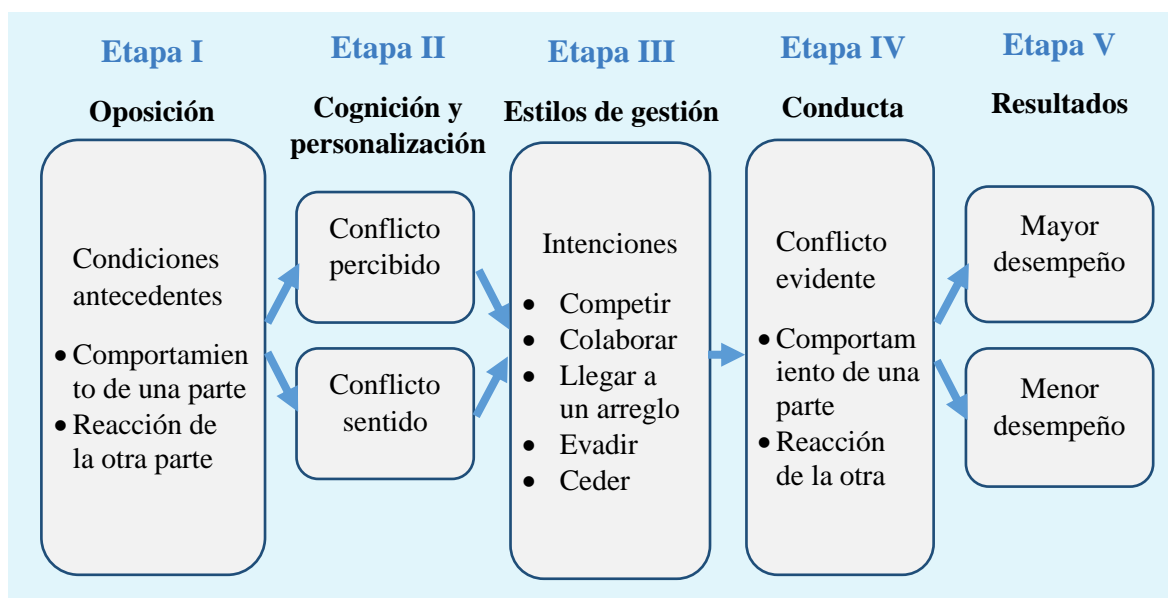 Etapa I
Oposición
Condiciones
antecedentes
• Comportamien
to de una parte
• Reacción de
la otra parte
Etapa II
Cognición y
personalización
Conflicto
percibido
Conflicto
sentido
Etapa III
Estilos de gestión
Intenciones
• Competir
• Colaborar
• Llegar a
un arreglo
• Evadir
• Ceder
Etapa IV
Conducta
Conflicto
evidente
• Comportam
iento de una
parte
• Reacción
de la otra
Etapa V
Resultados
Mayor
desempeño
Menor
desempeño